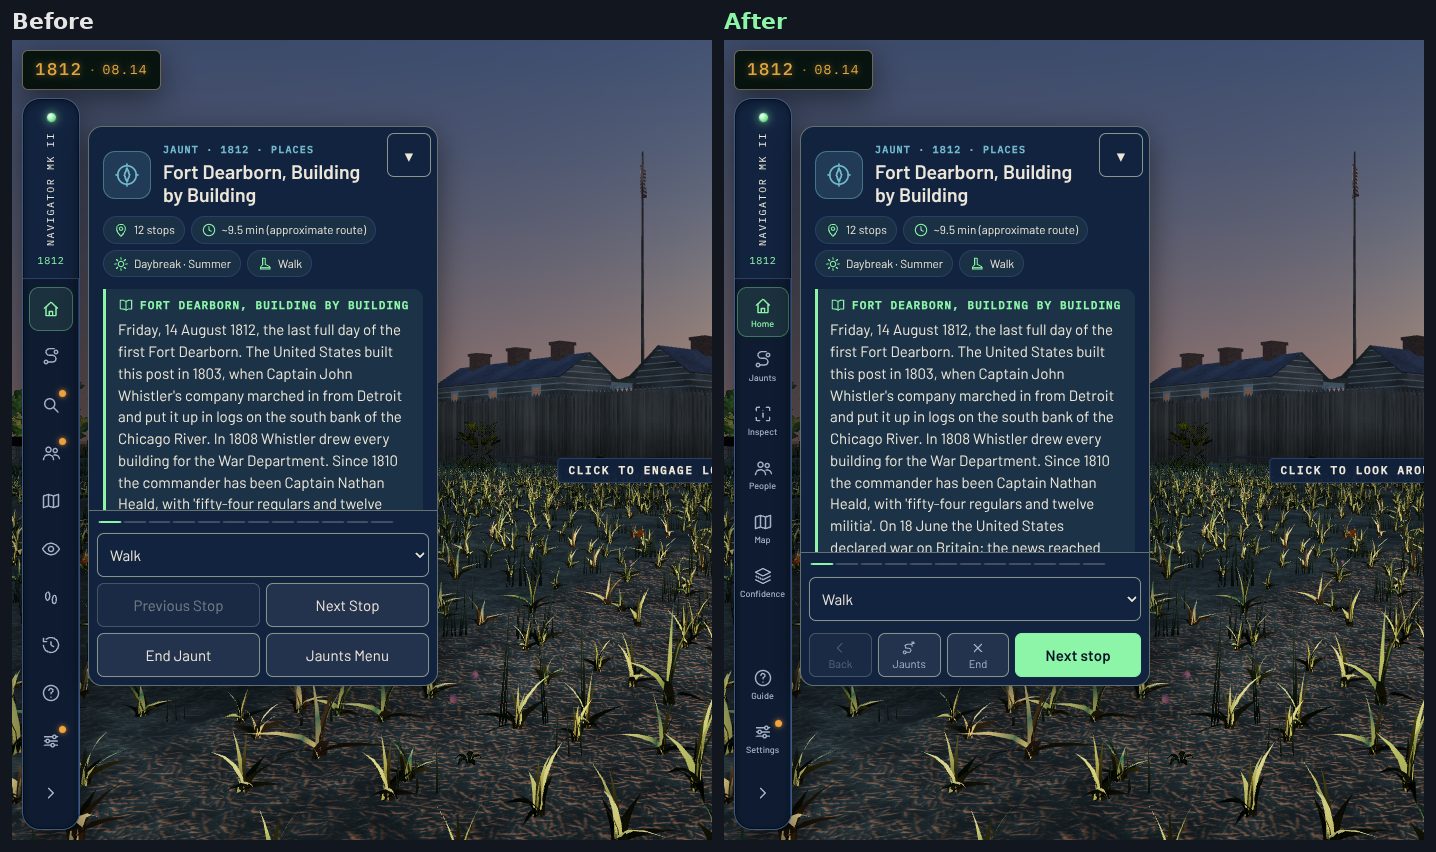 Before
1812 · 08.14
NAVIGATOR MK II
1812
JAUNT · 1812 · PLACES
Fort Dearborn, Building
by Building
▼
12 stops
~9.5 min (approximate route)
Daybreak · Summer
Walk
FORT DEARBORN, BUILDING BY BUILDING
Friday, 14 August 1812, the last full day of the
first Fort Dearborn. The United States built
this post in 1803, when Captain John
Whistler's company marched in from Detroit
and put it up in logs on the south bank of the
Chicago River. In 1808 Whistler drew every
building for the War Department. Since 1810
the commander has been Captain Nathan
Heald, with 'fifty-four regulars and twelve
CLICK TO ENGAGE LO
Walk
Previous Stop
Next Stop
End Jaunt
Jaunts Menu
After
1812 · 08.14
NAVIGATOR MK II
1812
Home
Jaunts
Inspect
People
Map
Confidence
Guide
Settings
JAUNT · 1812 · PLACES
Fort Dearborn, Building
by Building
▼
12 stops
~9.5 min (approximate route)
Daybreak · Summer
Walk
FORT DEARBORN, BUILDING BY BUILDING
Friday, 14 August 1812, the last full day of the
first Fort Dearborn. The United States built
this post in 1803, when Captain John
Whistler's company marched in from Detroit
and put it up in logs on the south bank of the
Chicago River. In 1808 Whistler drew every
building for the War Department. Since 1810
the commander has been Captain Nathan
Heald, with 'fifty-four regulars and twelve
militia'. On 18 June the United States
declared war on Britain; the news reached
CLICK TO LOOK AROU
Walk
Back
Jaunts
End
Next stop